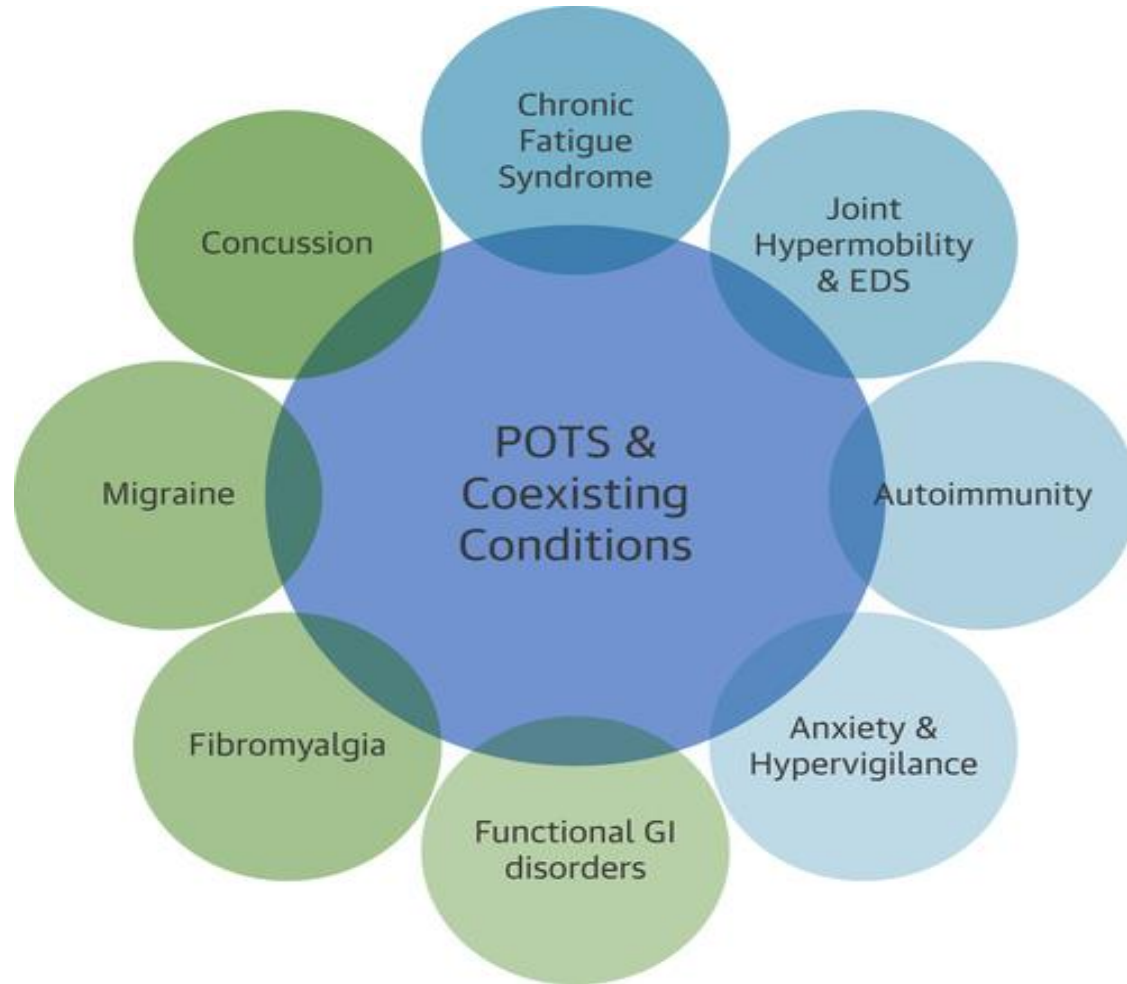 Chronic
Fatigue
Syndrome
Joint
Hypermobility
& EDS
Autoimmunity
Anxiety &
Hypervigilance
Functional GI
disorders
Fibromyalgia
Migraine
Concussion
POTS &
Coexisting
Conditions